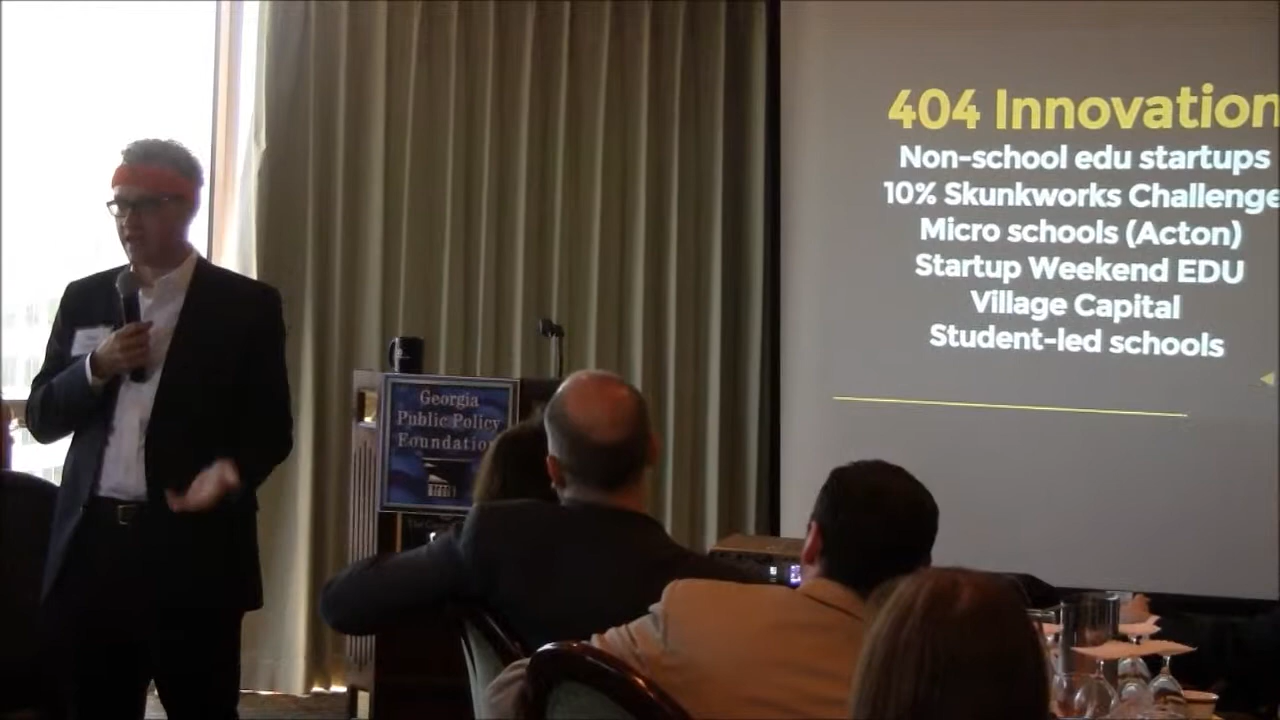 404 Innovation
Non-school edu startups
10% Skunkworks Challenge
Micro schools (Acton)
Startup Weekend EDU
Village Capital
Student-led schools
Georgia
Public Policy
Foundation